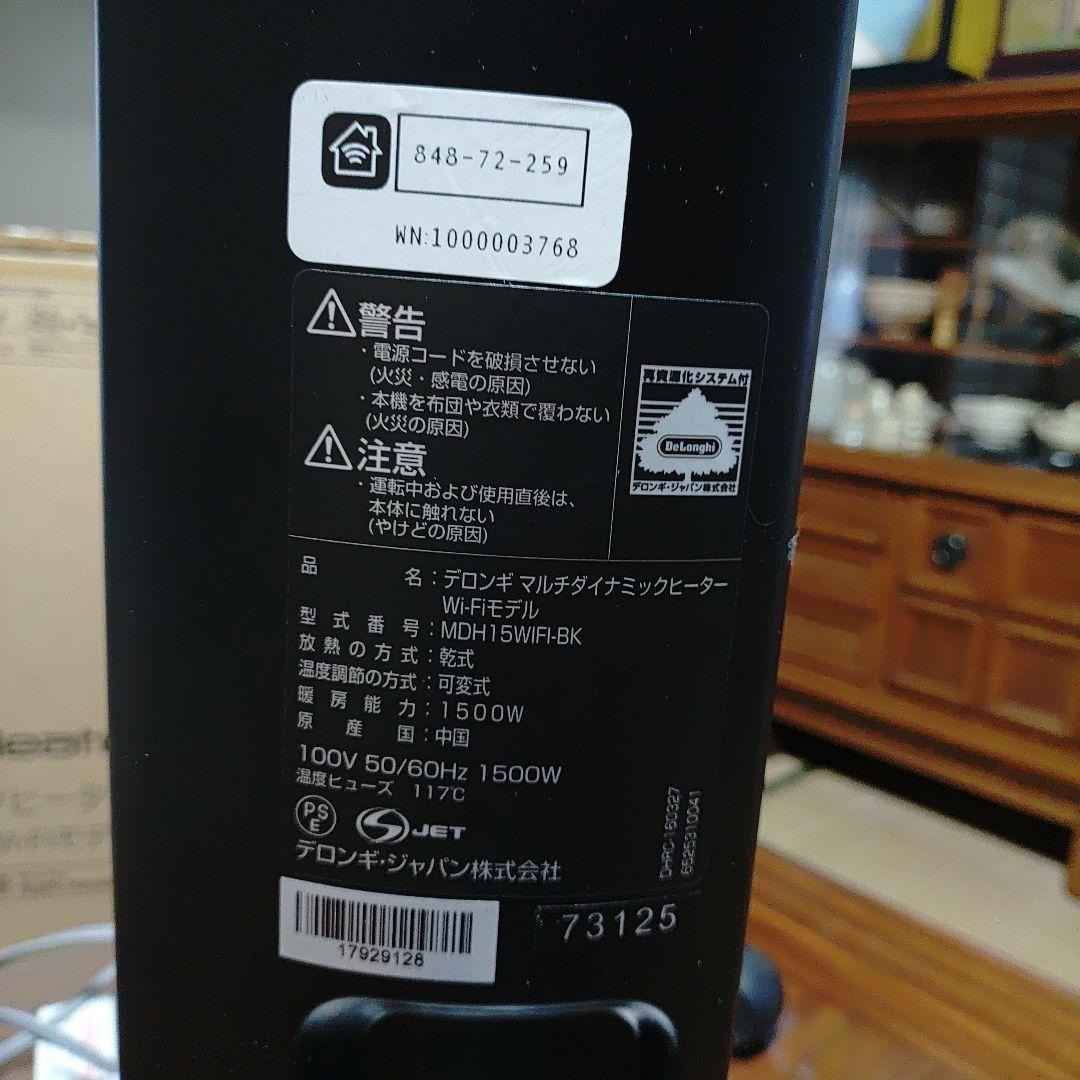 848-72-259
WN:1000003768
警告
・電源コードを破損させない
(火災・感電の原因)
・本機を布団や衣類で覆わない
(火災の原因)
注意
・運転中および使用直後は、
本体に触れない
(やけどの原因)
再資源化システム付
DeLonghi
デロンギ・ジャパン株式会社
品名：デロンギ マルチダイナミックヒーター
Wi-Fiモデル
型式番号：MDH15WIFI-BK
放熱の方式：乾式
温度調節の方式：可変式
暖房能力：1500W
原産国：中国
100V 50/60Hz 1500W
温度ヒューズ 117℃
PSE
JET
デロンギ・ジャパン株式会社
DHPC-160327
6525310041
17929128
73125